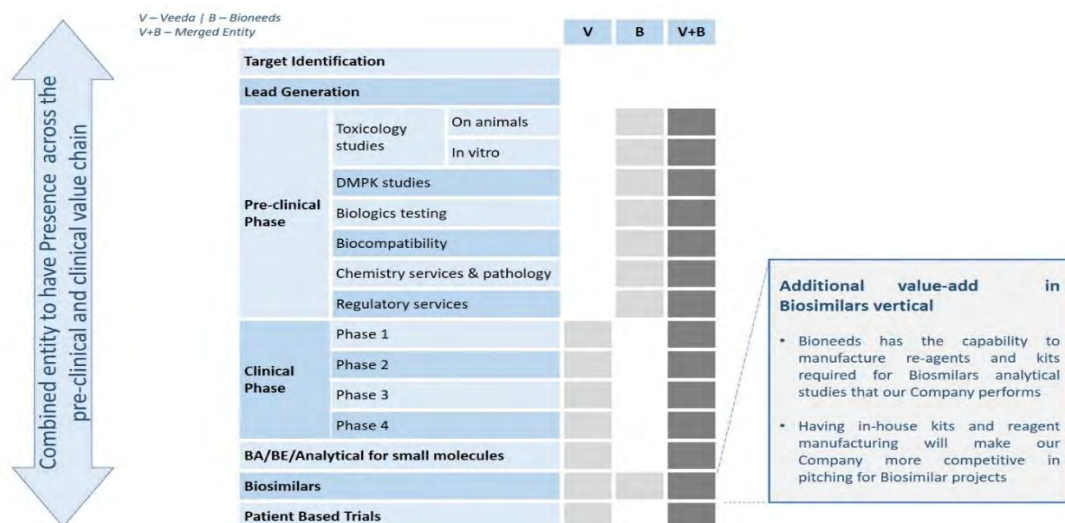 V – Veeda | B – Bioneeds
V+B – Merged Entity
V B V+B
Combined entity to have Presence across the
pre-clinical and clinical value chain
Target Identification
Lead Generation
Pre-clinical
Phase
Toxicology
studies
On animals
In vitro
DMPK studies
Biologics testing
Biocompatibility
Chemistry services & pathology
Regulatory services
Clinical
Phase
Phase 1
Phase 2
Phase 3
Phase 4
BA/BE/Analytical for small molecules
Biosimilars
Patient Based Trials
Additional value-add in
Biosimilars vertical
• Bioneeds has the capability to
manufacture re-agents and kits
required for Biosmilars analytical
studies that our Company performs
• Having in-house kits and reagent
manufacturing will make our
Company more competitive in
pitching for Biosimilar projects